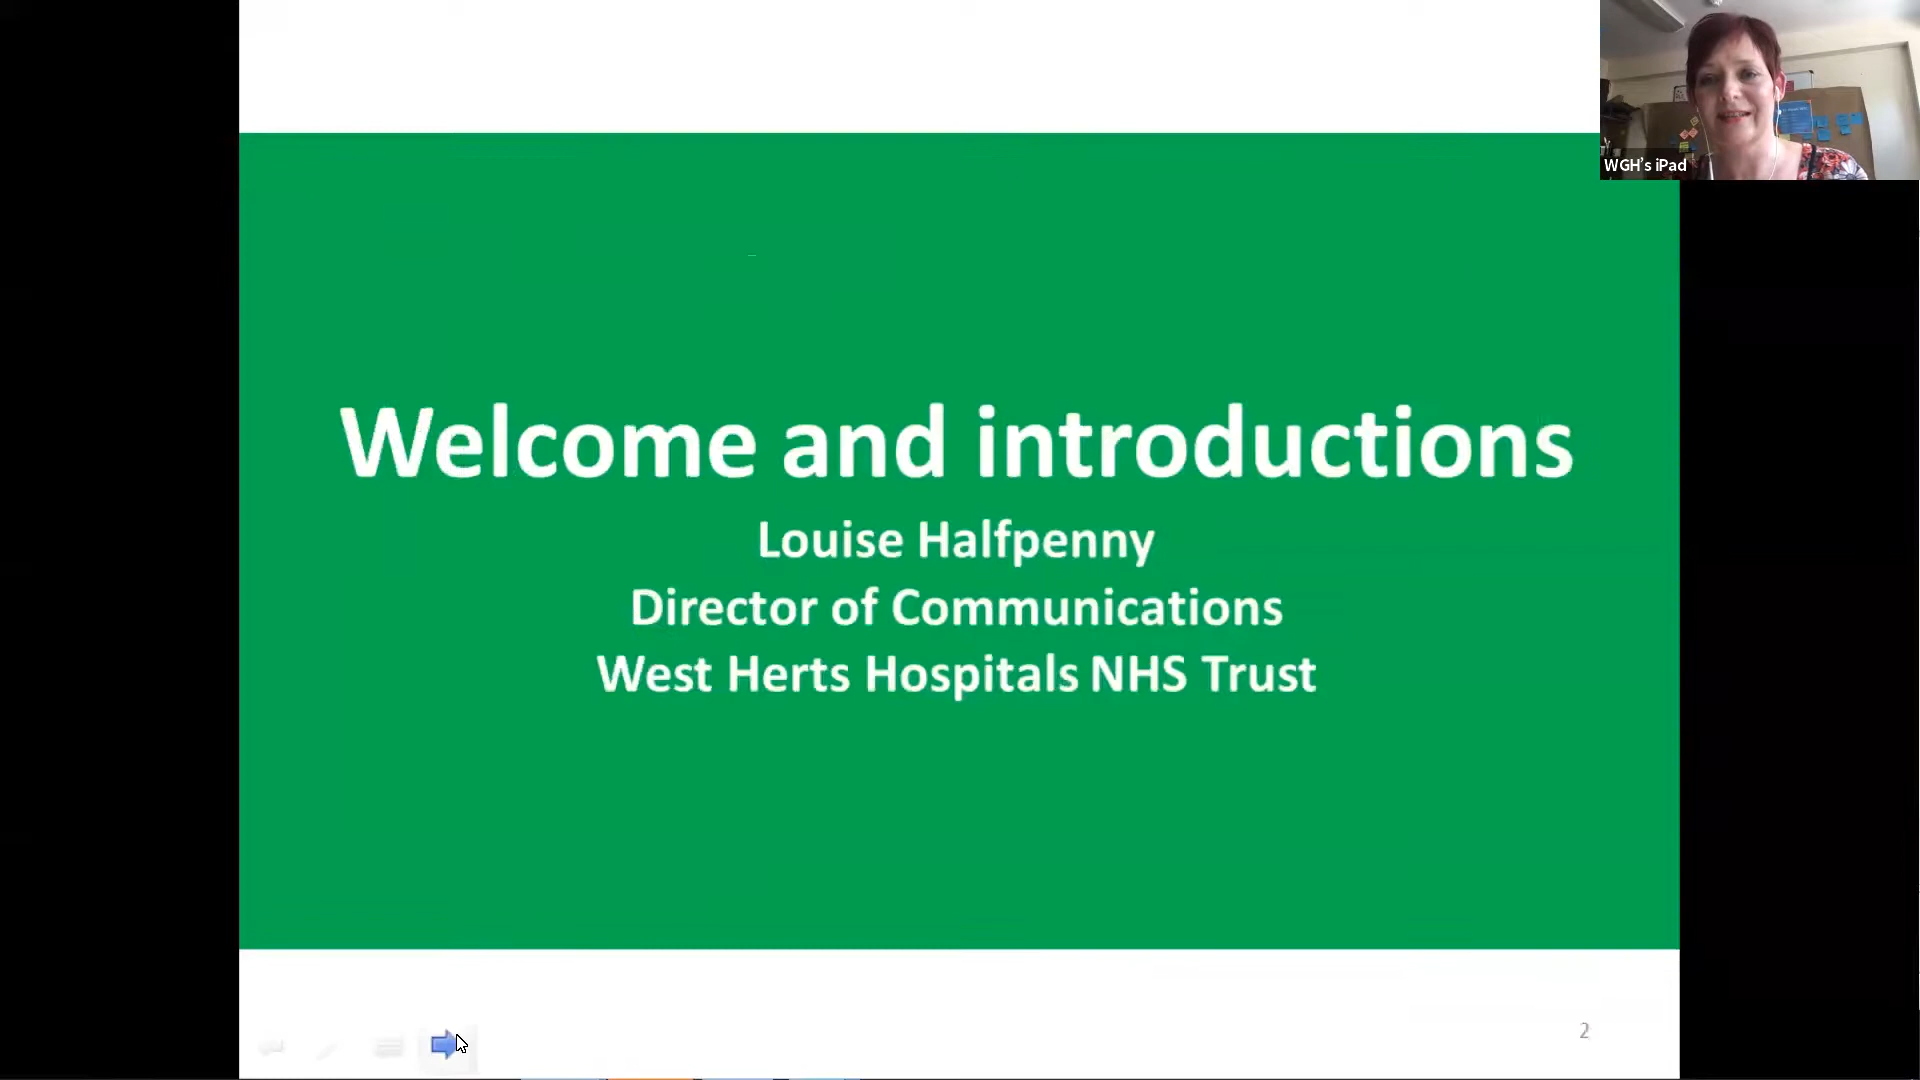 Welcome and introductions
Louise Halfpenny
Director of Communications
West Herts Hospitals NHS Trust
WGH’s iPad
2